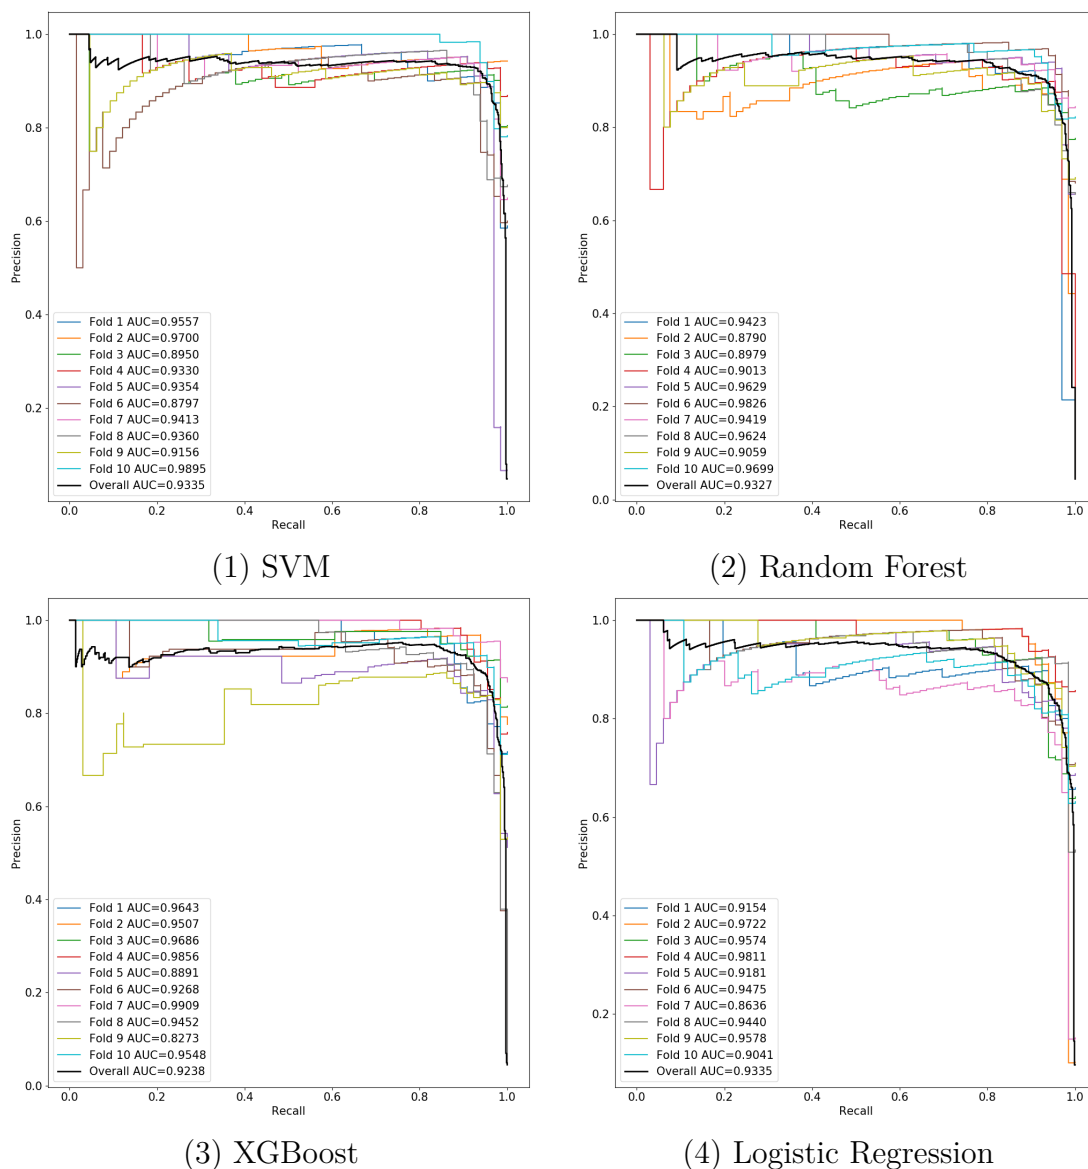 1.0
0.8
0.6
0.4
0.2
Precision
Fold 1 AUC=0.9557
Fold 2 AUC=0.9700
Fold 3 AUC=0.8950
Fold 4 AUC=0.9330
Fold 5 AUC=0.9354
Fold 6 AUC=0.8797
Fold 7 AUC=0.9413
Fold 8 AUC=0.9360
Fold 9 AUC=0.9156
Fold 10 AUC=0.9895
Overall AUC=0.9335
0.0 0.2 0.4 0.6 0.8 1.0
Recall
(1) SVM
1.0
0.8
0.6
0.4
0.2
0.0
Precision
Fold 1 AUC=0.9423
Fold 2 AUC=0.8790
Fold 3 AUC=0.8979
Fold 4 AUC=0.9013
Fold 5 AUC=0.9629
Fold 6 AUC=0.9826
Fold 7 AUC=0.9419
Fold 8 AUC=0.9624
Fold 9 AUC=0.9059
Fold 10 AUC=0.9699
Overall AUC=0.9327
0.0 0.2 0.4 0.6 0.8 1.0
Recall
(2) Random Forest
1.0
0.8
0.6
0.4
0.2
0.0
Precision
Fold 1 AUC=0.9643
Fold 2 AUC=0.9507
Fold 3 AUC=0.9686
Fold 4 AUC=0.9856
Fold 5 AUC=0.8891
Fold 6 AUC=0.9268
Fold 7 AUC=0.9909
Fold 8 AUC=0.9452
Fold 9 AUC=0.8273
Fold 10 AUC=0.9548
Overall AUC=0.9238
0.0 0.2 0.4 0.6 0.8 1.0
Recall
(3) XGBoost
1.0
0.8
0.6
0.4
0.2
Precision
Fold 1 AUC=0.9154
Fold 2 AUC=0.9722
Fold 3 AUC=0.9574
Fold 4 AUC=0.9811
Fold 5 AUC=0.9181
Fold 6 AUC=0.9475
Fold 7 AUC=0.8636
Fold 8 AUC=0.9440
Fold 9 AUC=0.9578
Fold 10 AUC=0.9041
Overall AUC=0.9335
0.0 0.2 0.4 0.6 0.8 1.0
Recall
(4) Logistic Regression